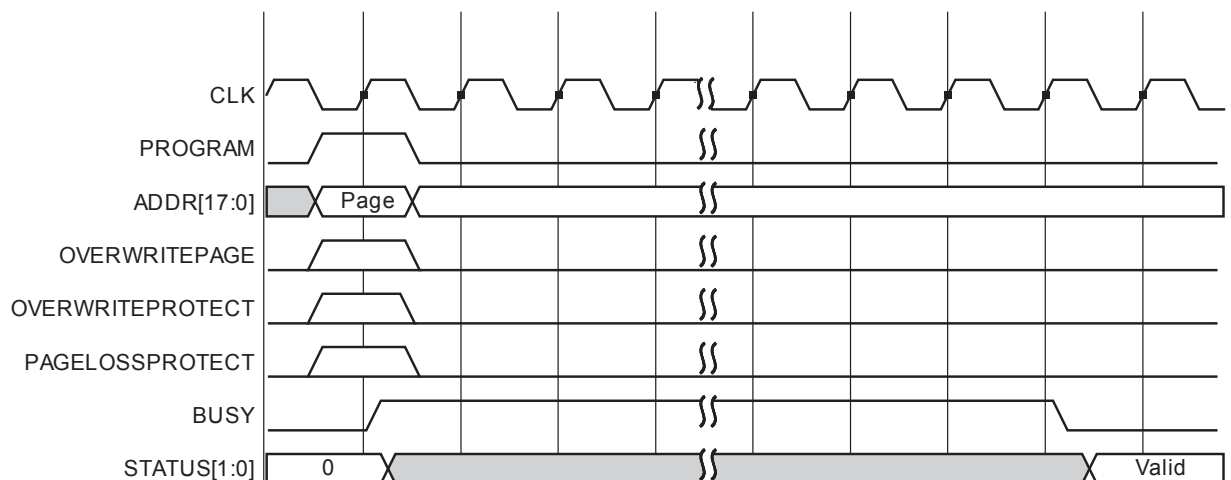 CLK
PROGRAM
ADDR[17:0] Page
OVERWRITEPAGE
OVERWRITEPROTECT
PAGELOSSPROTECT
BUSY
STATUS[1:0] 0 Valid